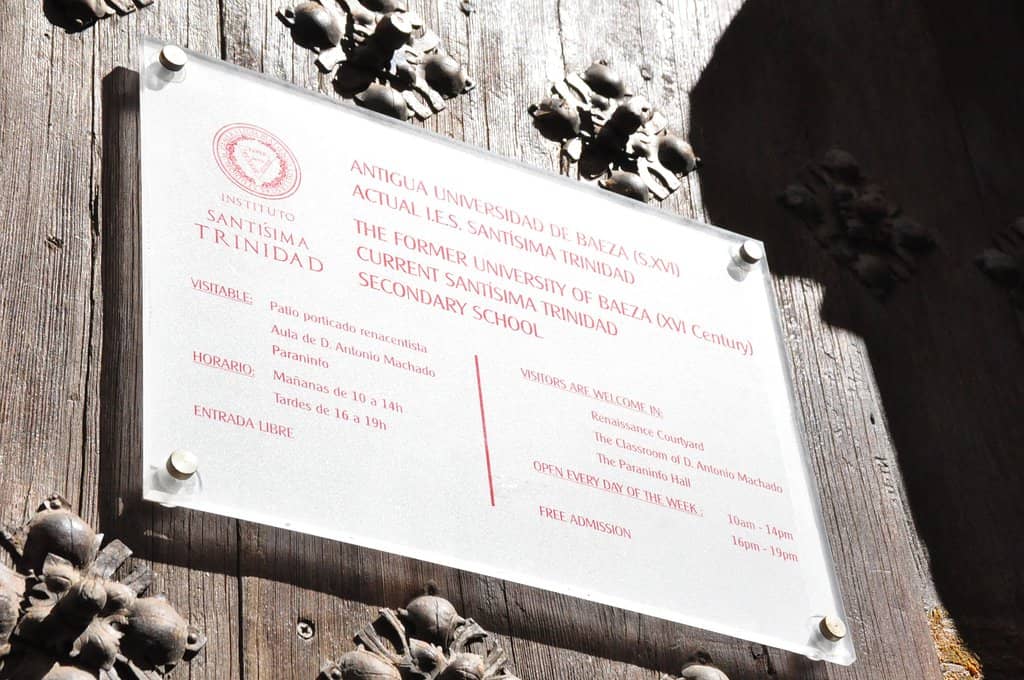 INSTITUTO
SANTÍSIMA
TRINIDAD
ANTIGUA UNIVERSIDAD DE BAEZA (S.XVI)
ACTUAL I.E.S. SANTÍSIMA TRINIDAD
THE FORMER UNIVERSITY OF BAEZA (XVI Century)
CURRENT SANTÍSIMA TRINIDAD
SECONDARY SCHOOL
VISITABLE: Patio porticado renacentista
Aula de D. Antonio Machado
Paraninfo
HORARIO: Mañanas de 10 a 14h
Tardes de 16 a 19h
ENTRADA LIBRE
VISITORS ARE WELCOME IN:
Renaissance Courtyard
The Classroom of D. Antonio Machado
The Paraninfo Hall
OPEN EVERY DAY OF THE WEEK : 10am - 14pm
16pm - 19pm
FREE ADMISSION